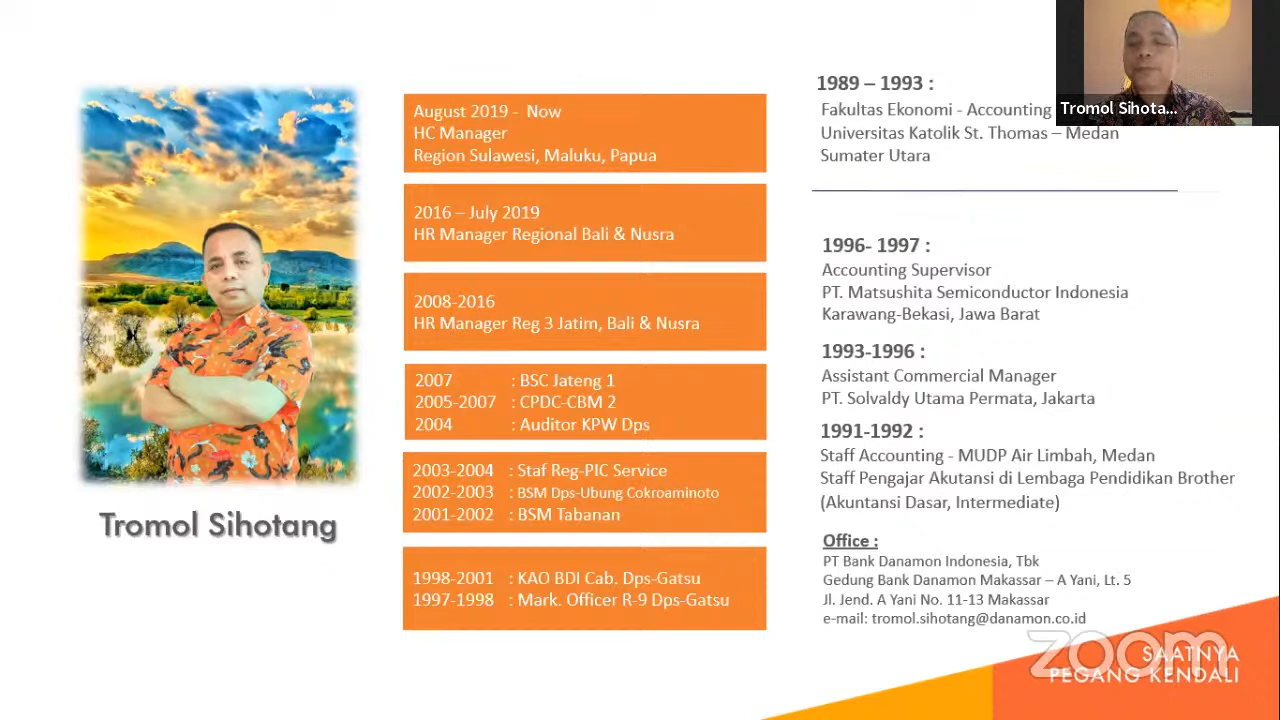 Tromol Sihotang
August 2019 - Now
HC Manager
Region Sulawesi, Maluku, Papua
2016 – July 2019
HR Manager Regional Bali & Nusra
2008-2016
HR Manager Reg 3 Jatim, Bali & Nusra
2007 : BSC Jateng 1
2005-2007 : CPDC-CBM 2
2004 : Auditor KPW Dps
2003-2004 : Staf Reg-PIC Service
2002-2003 : BSM Dps-Ubung Cokroaminoto
2001-2002 : BSM Tabanan
1998-2001 : KAO BDI Cab. Dps-Gatsu
1997-1998 : Mark. Officer R-9 Dps-Gatsu
1989 – 1993 :
Fakultas Ekonomi - Accounting
Universitas Katolik St. Thomas – Medan
Sumater Utara
1996- 1997 :
Accounting Supervisor
PT. Matsushita Semiconductor Indonesia
Karawang-Bekasi, Jawa Barat
1993-1996 :
Assistant Commercial Manager
PT. Solvaldy Utama Permata, Jakarta
1991-1992 :
Staff Accounting - MUDP Air Limbah, Medan
Staff Pengajar Akutansi di Lembaga Pendidikan Brother
(Akuntansi Dasar, Intermediate)
Office :
PT Bank Danamon Indonesia, Tbk
Gedung Bank Danamon Makassar – A Yani, Lt. 5
Jl. Jend. A Yani No. 11-13 Makassar
e-mail: tromol.sihotang@danamon.co.id
Tromol Sihota...
zoom
SAATNYA
PEGANG KENDALI